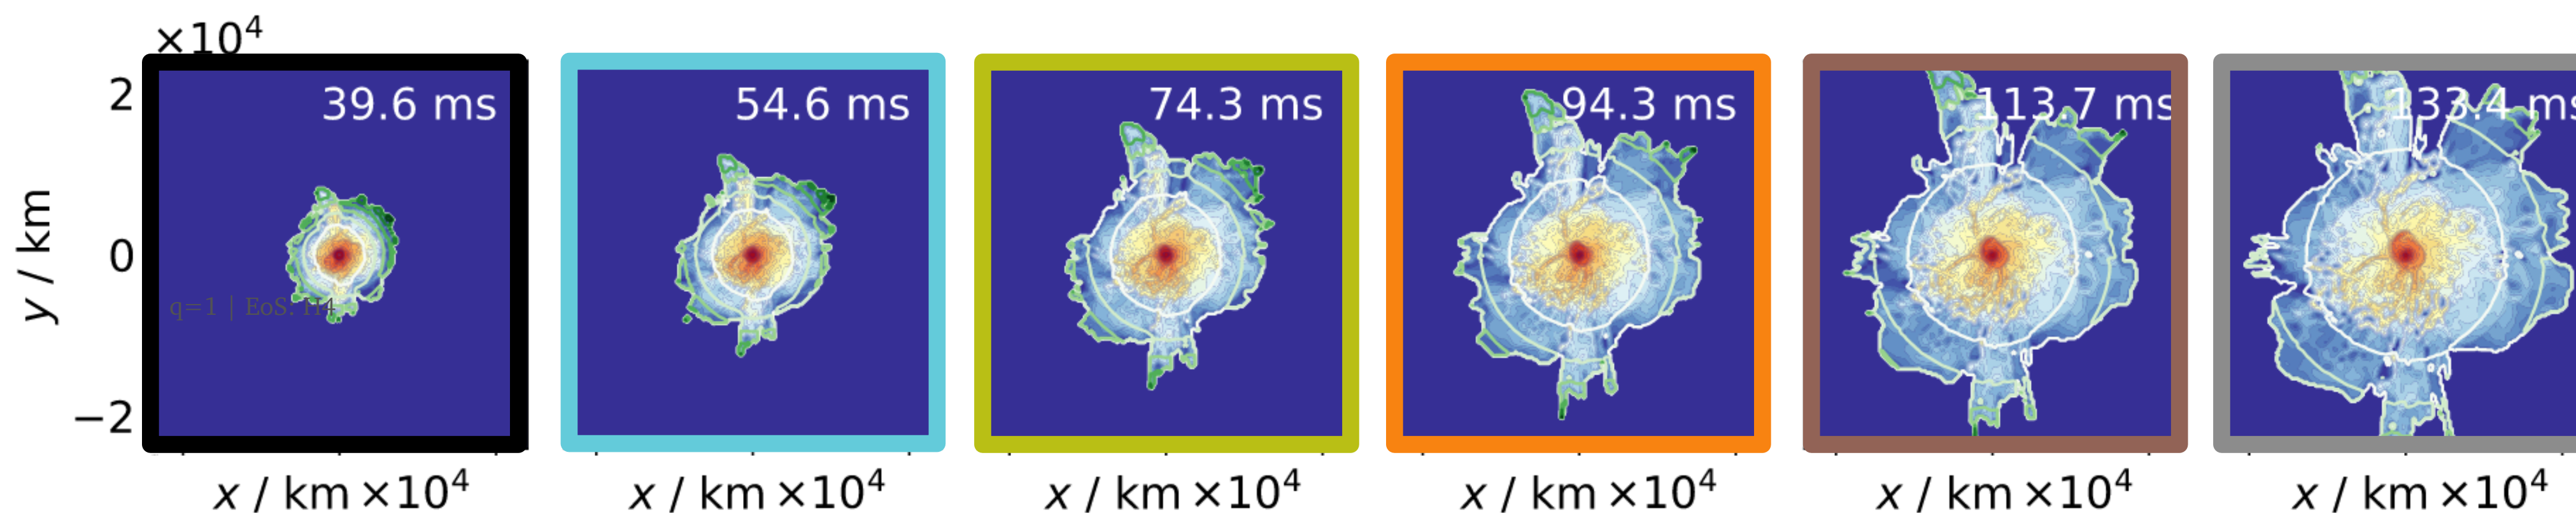 ×10⁴
39.6 ms
54.6 ms
74.3 ms
94.3 ms
113.7 ms
133.4 ms
2
0
−2
y / km
q=1 | EoS: H4
x / km ×10⁴
x / km ×10⁴
x / km ×10⁴
x / km ×10⁴
x / km ×10⁴
x / km ×10⁴